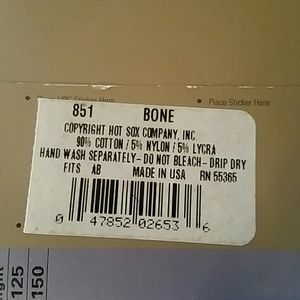 Place UPC Sticker Here
Place Sticker Here
851 BONE
COPYRIGHT HOT SOX COMPANY, INC.
90% COTTON / 5% NYLON / 5% LYCRA
HAND WASH SEPARATELY- DO NOT BLEACH- DRIP DRY
FITS AB MADE IN USA RN 55365
0 47852 02653 6
125
150